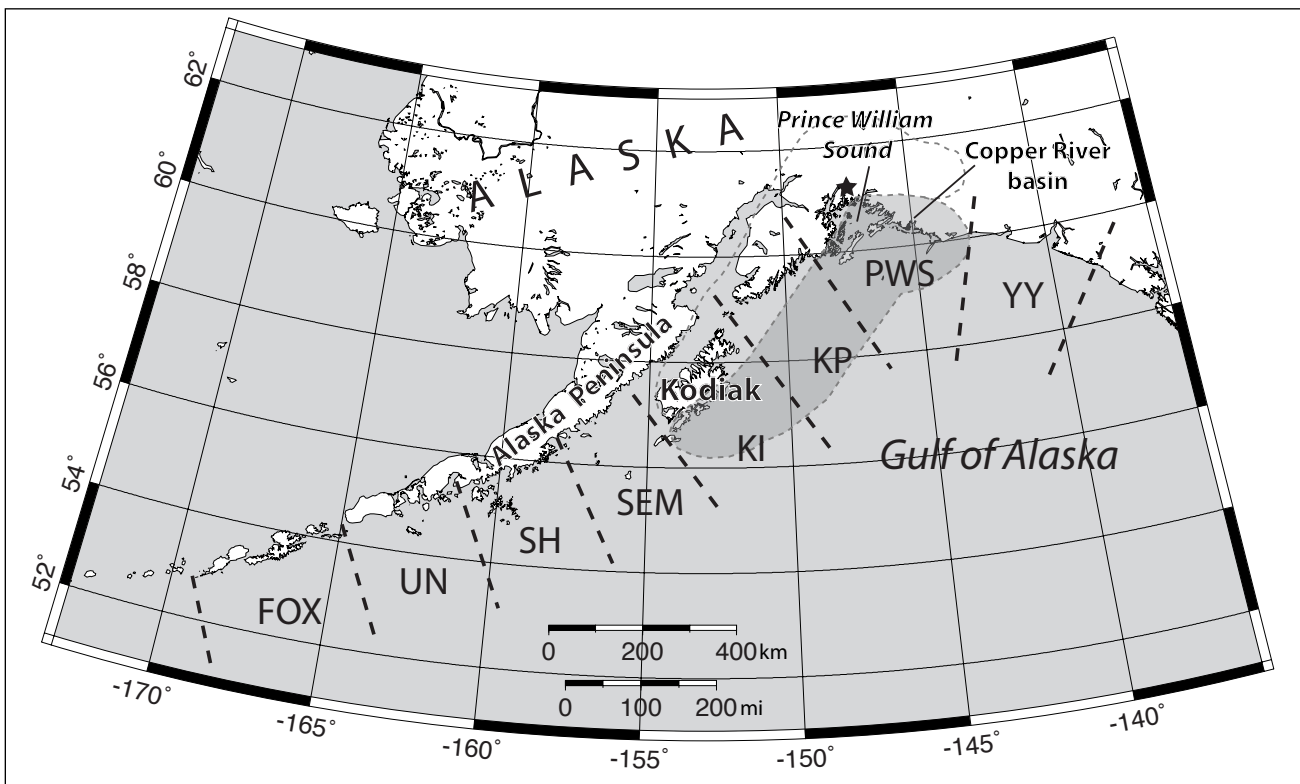 62°
60°
58°
56°
54°
52°
ALASKA
Prince William
Sound
Copper River
basin
PWS
YY
Alaska Peninsula
Kodiak
KP
KI
Gulf of Alaska
SEM
SH
UN
FOX
0 200 400 km
0 100 200 mi
-170°
-165°
-160°
-155°
-150°
-145°
-140°